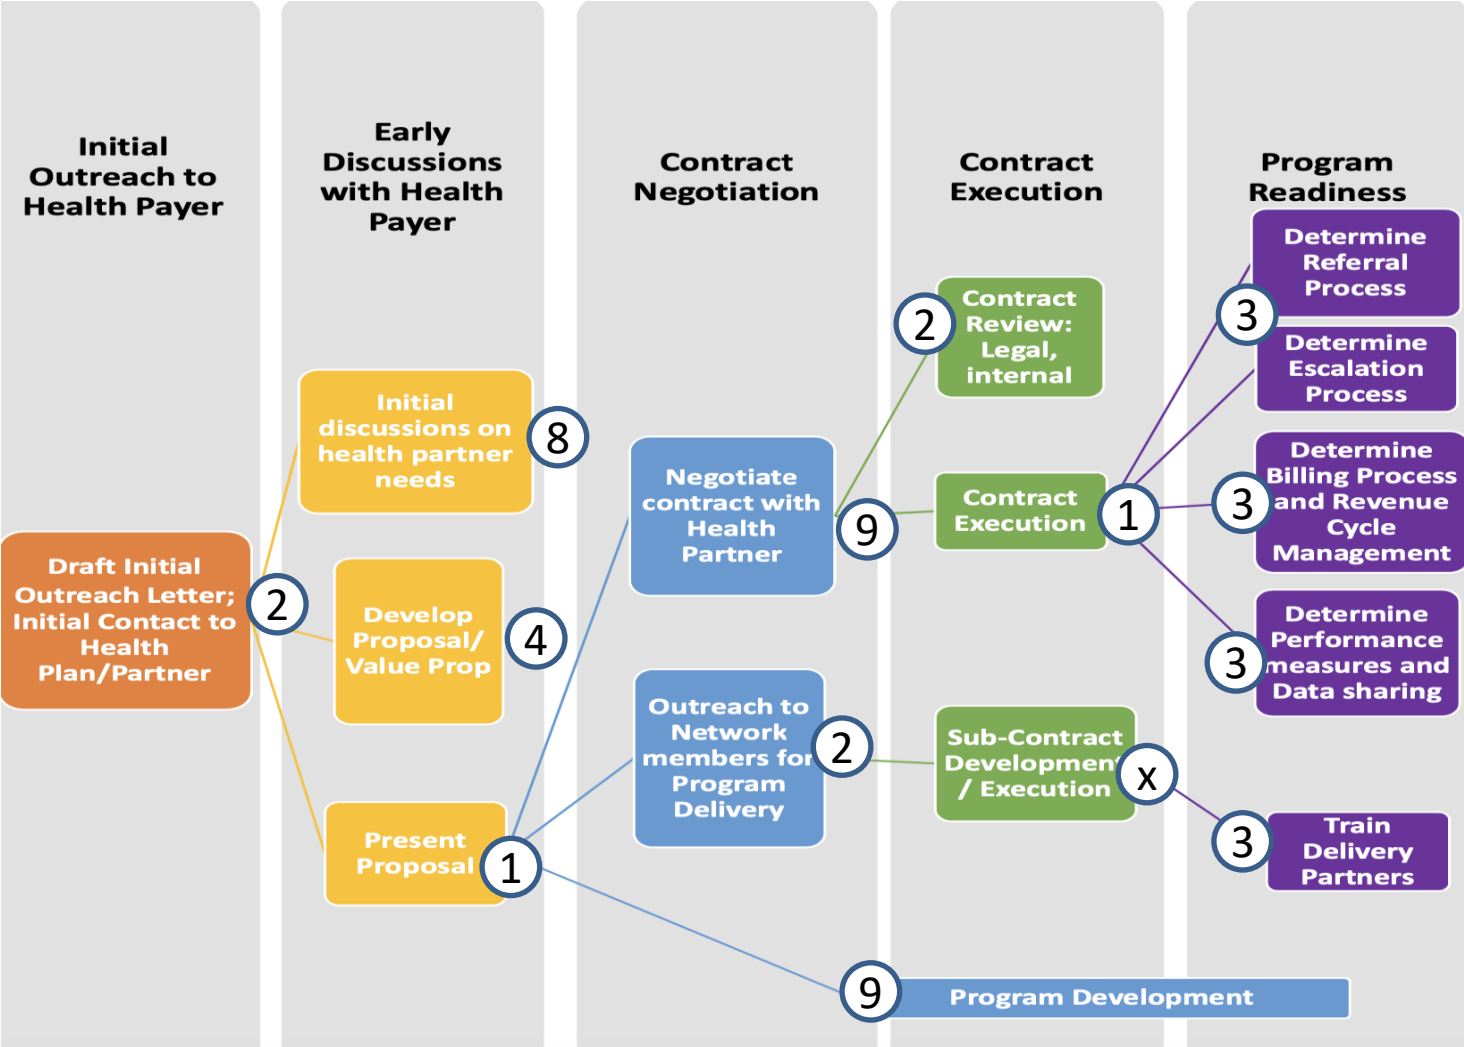 Initial
Outreach to
Health Payer
Early
Discussions
with Health
Payer
Contract
Negotiation
Contract
Execution
Program
Readiness
Draft Initial
Outreach Letter;
Initial Contact to
Health
Plan/Partner
2
Initial
discussions on
health partner
needs
8
Develop
Proposal/
Value Prop
4
Present
Proposal
1
Negotiate
contract with
Health
Partner
9
Outreach to
Network
members for
Program
Delivery
2
9
Program Development
2
Contract
Review:
Legal,
internal
Contract
Execution
1
Sub-Contract
Development
/ Execution
x
Determine
Referral
Process
3
Determine
Escalation
Process
3
Determine
Billing Process
and Revenue
Cycle
Management
3
Determine
Performance
measures and
Data sharing
3
Train
Delivery
Partners